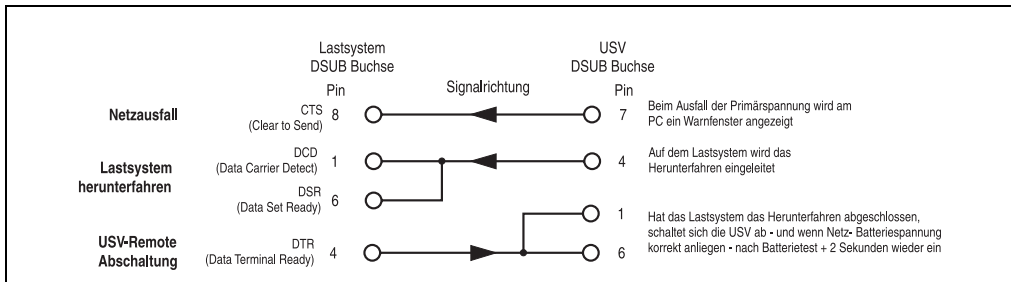 Lastsystem
DSUB Buchse
USV
DSUB Buchse
Pin
Signalrichtung
Pin
Netzausfall
CTS
(Clear to Send)
8
7
Beim Ausfall der Primärspannung wird am
PC ein Warnfenster angezeigt
Lastsystem
herunterfahren
DCD
(Data Carrier Detect)
1
4
Auf dem Lastsystem wird das
Herunterfahren eingeleitet
DSR
(Data Set Ready)
6
1
Hat das Lastsystem das Herunterfahren abgeschlossen,
schaltet sich die USV ab - und wenn Netz- Batteriespannung
korrekt anliegen - nach Batterietest + 2 Sekunden wieder ein
USV-Remote
Abschaltung
DTR
(Data Terminal Ready)
4
6